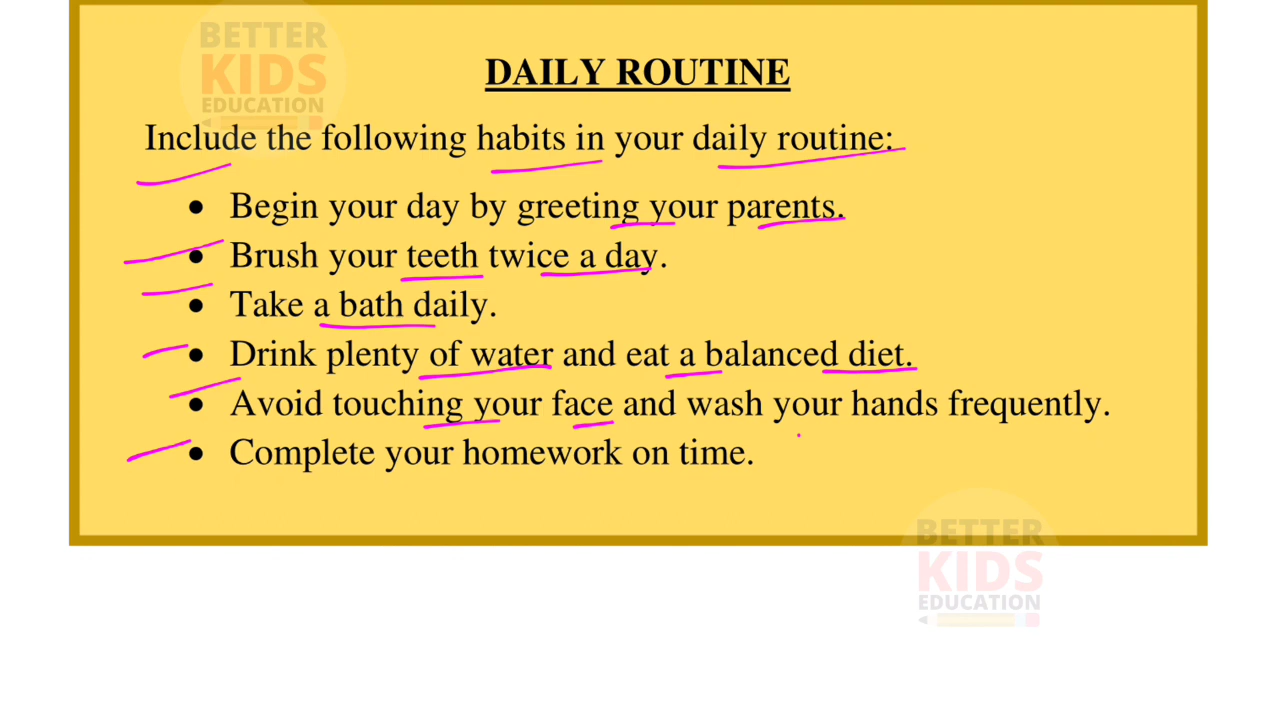 BETTER
KIDS
EDUCATION
DAILY ROUTINE
Include the following habits in your daily routine:
• Begin your day by greeting your parents.
• Brush your teeth twice a day.
• Take a bath daily.
• Drink plenty of water and eat a balanced diet.
• Avoid touching your face and wash your hands frequently.
• Complete your homework on time.
BETTER
KIDS
EDUCATION